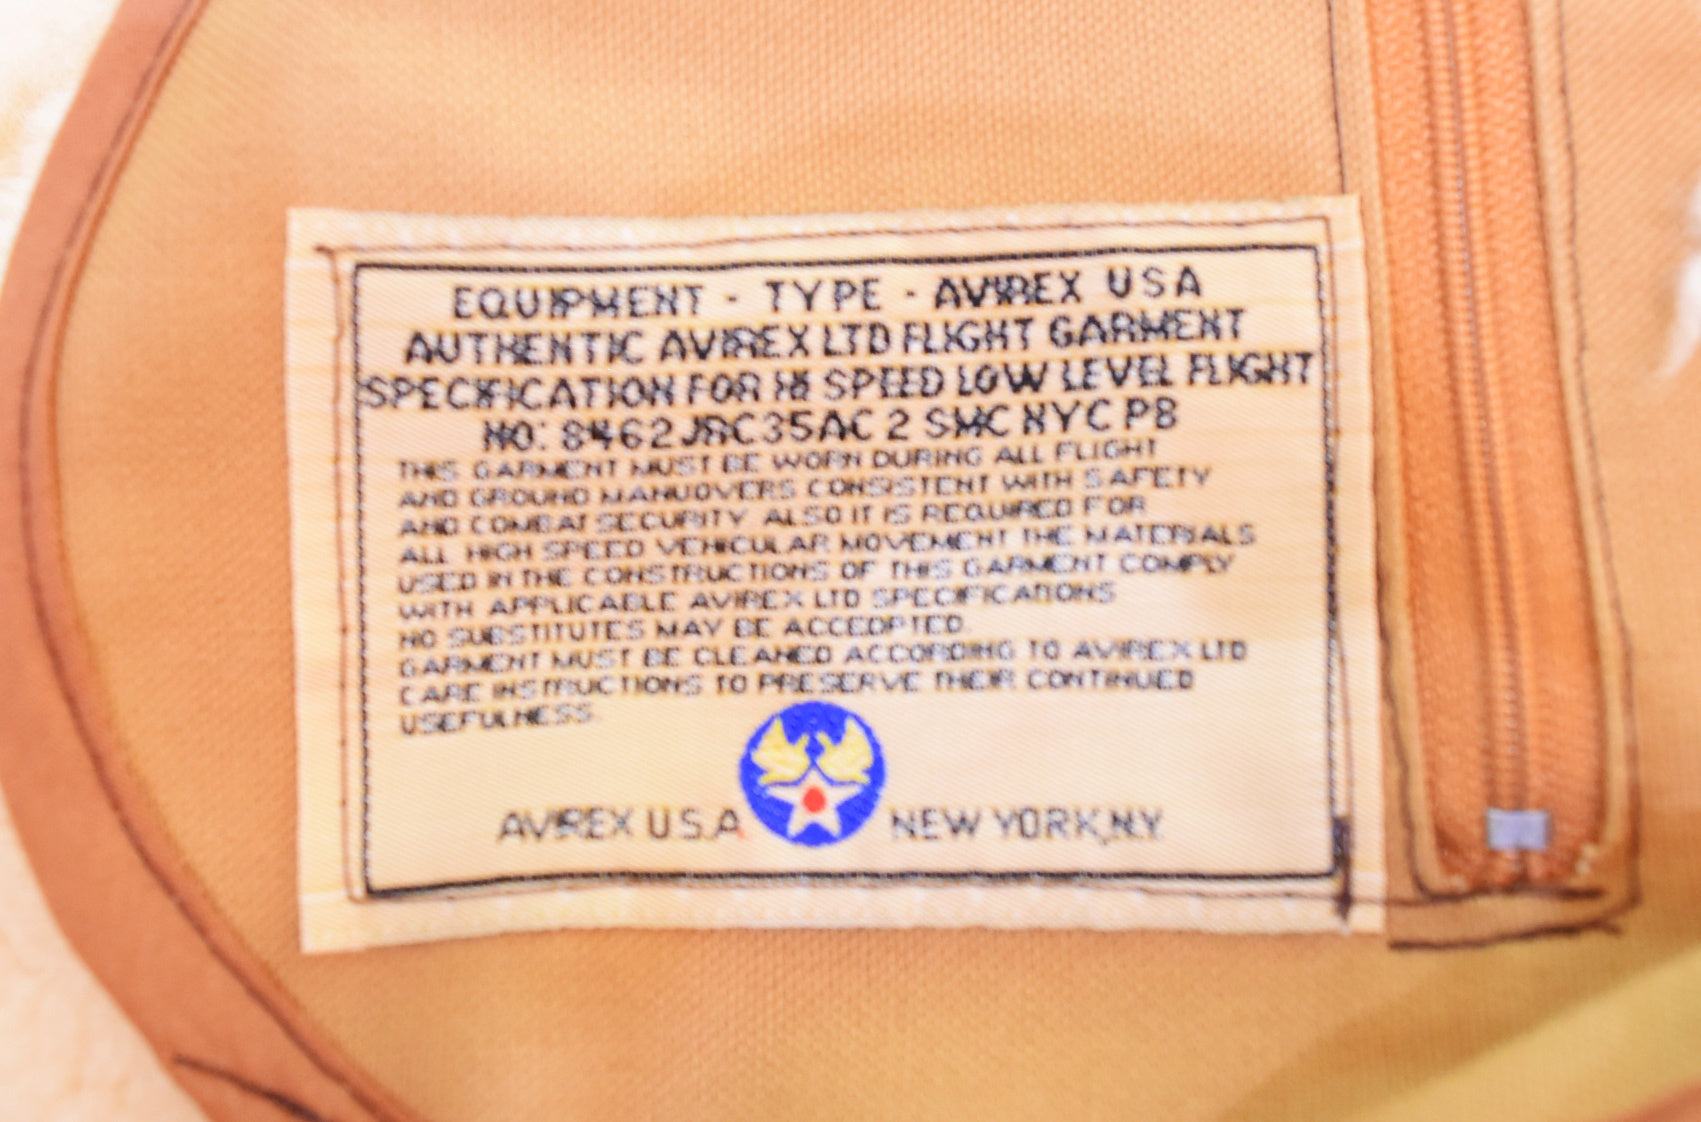 EQUIPMENT - TYPE - AVIREX USA
AUTHENTIC AVIREX LTD FLIGHT GARMENT
SPECIFICATION FOR HI SPEED LOW LEVEL FLIGHT
NO: 8462JRC35AC 2 SMC NYC PB
THIS GARMENT MUST BE WORN DURING ALL FLIGHT
AND GROUND MANUOVERS CONSISTENT WITH SAFETY
AND COMBAT SECURITY ALSO IT IS REQUIRED FOR
ALL HIGH SPEED VEHICULAR MOVEMENT THE MATERIALS
USED IN THE CONSTRUCTIONS OF THIS GARMENT COMPLY
WITH APPLICABLE AVIREX LTD SPECIFICATIONS
NO SUBSTITUTES MAY BE ACCEOPTED.
GARMENT MUST BE CLEANED ACCORDING TO AVIREX LTD
CARE INSTRUCTIONS TO PRESERVE THEIR CONTINUED
USEFULNESS.
AVIREX U.S.A NEW YORK,N.Y.